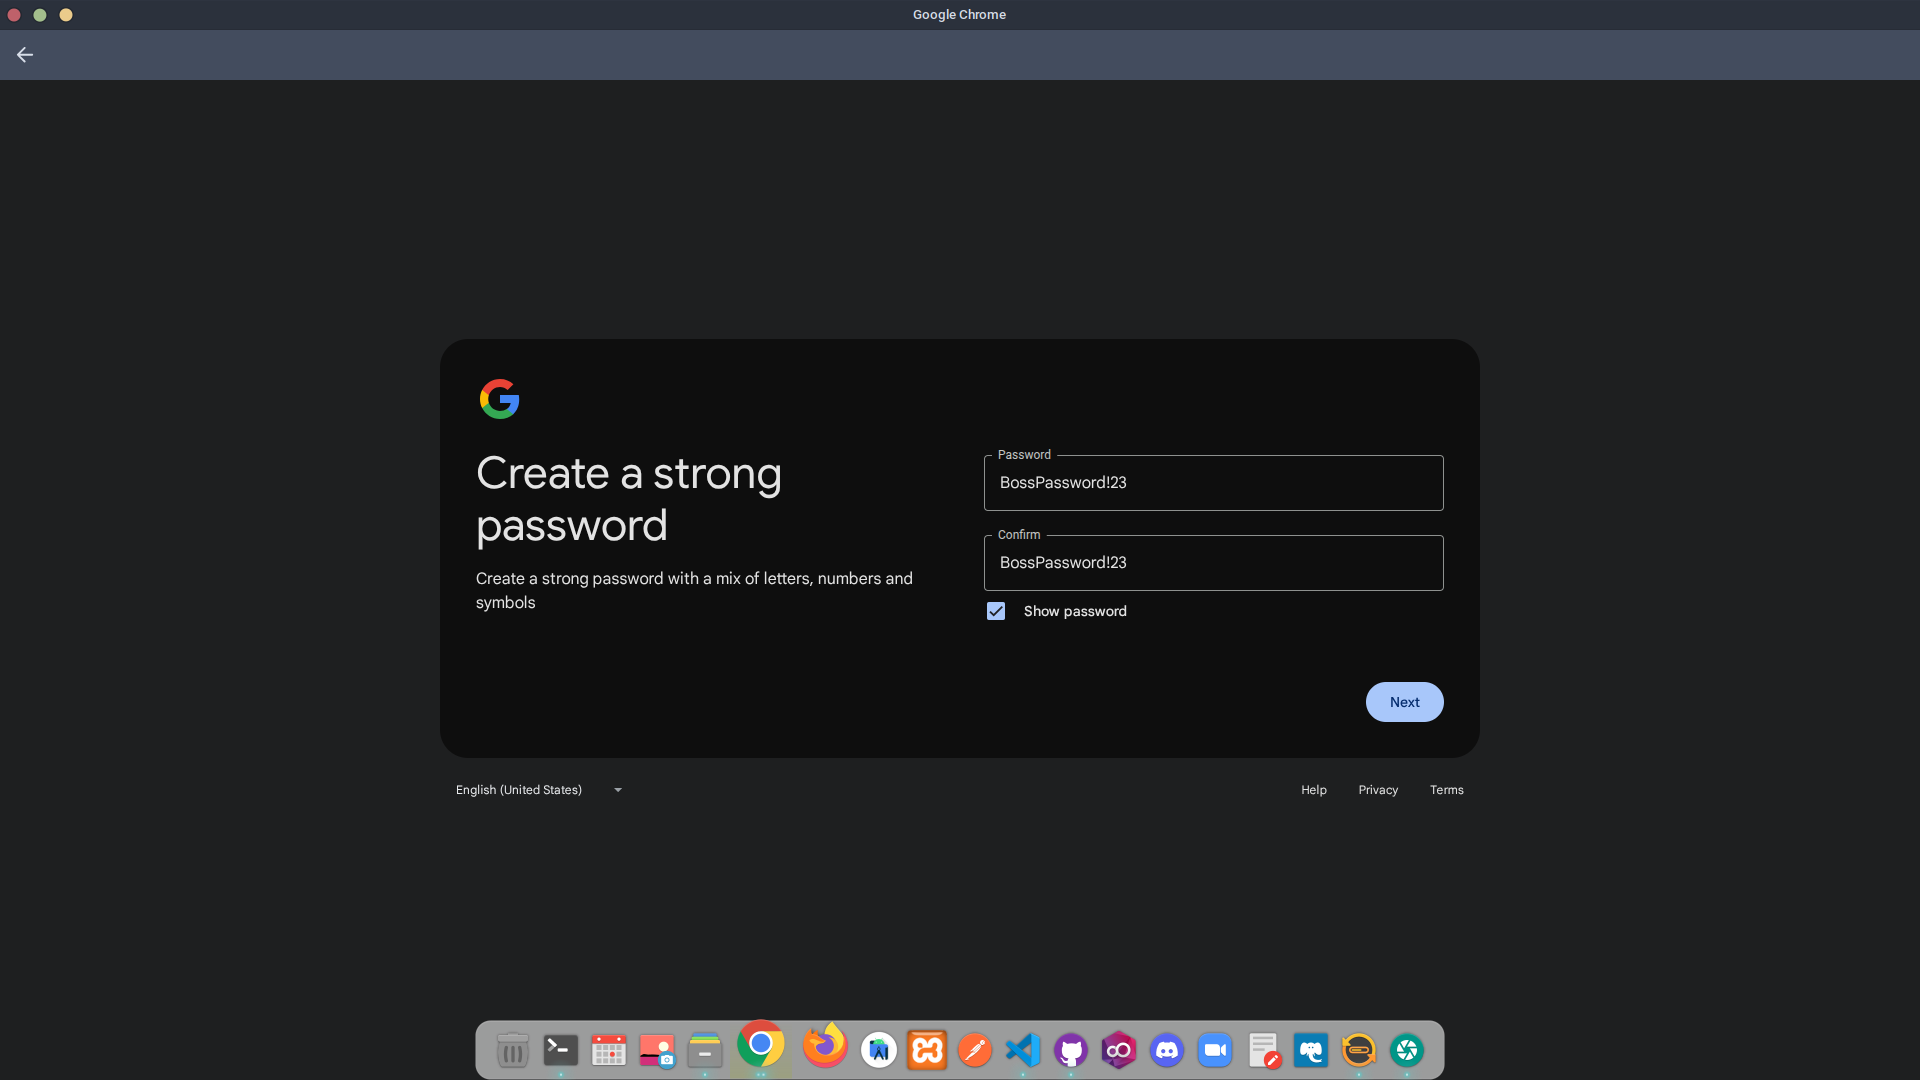 Google Chrome
Create a strong
password
Create a strong password with a mix of letters, numbers and
symbols
Password
BossPassword!23
Confirm
BossPassword!23
Show password
Next
English (United States)
Help
Privacy
Terms